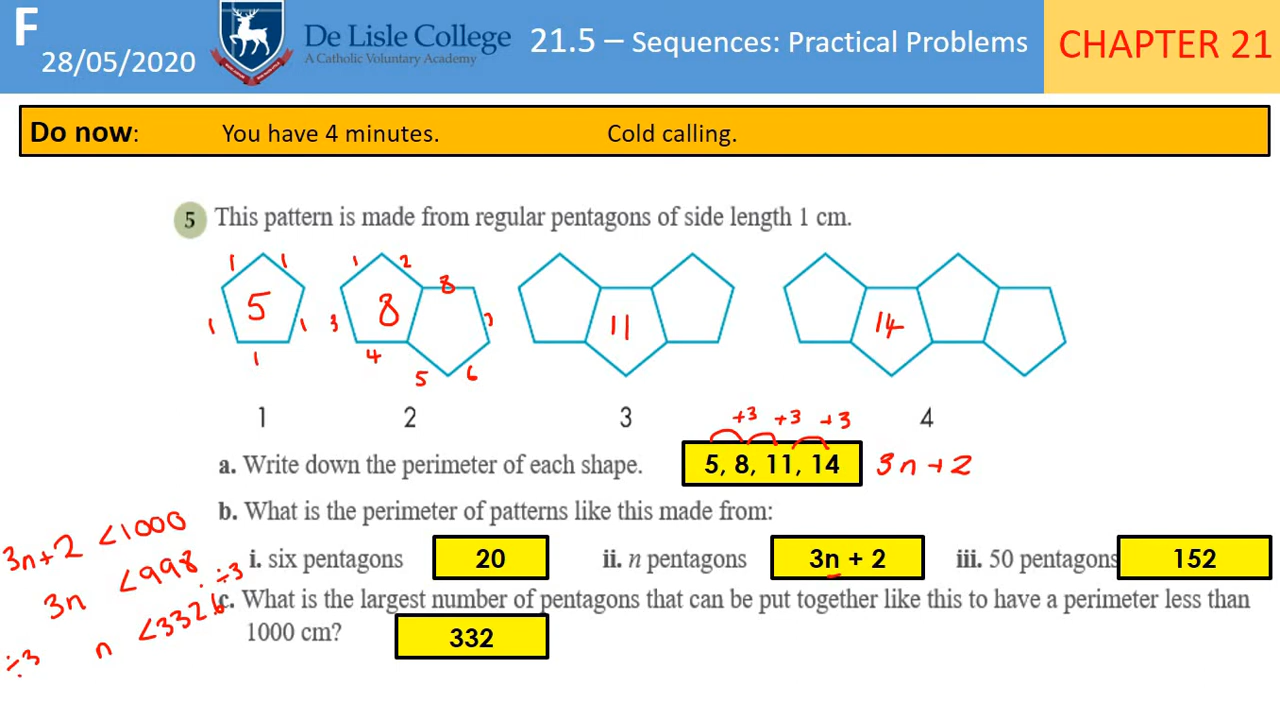 F
28/05/2020
De Lisle College
A Catholic Voluntary Academy
21.5 – Sequences: Practical Problems
CHAPTER 21
Do now: You have 4 minutes. Cold calling.
5 This pattern is made from regular pentagons of side length 1 cm.
1 1 1 2 8
5 8 11 14
1 1 3
1 4 5 6
1 2 3 4
+3 +3 +3
a. Write down the perimeter of each shape. 5, 8, 11, 14 3n + 2
b. What is the perimeter of patterns like this made from:
i. six pentagons 20 ii. n pentagons 3n + 2 iii. 50 pentagons 152
c. What is the largest number of pentagons that can be put together like this to have a perimeter less than
1000 cm? 332
3n+2 <1000
3n <998 ÷3
÷3 n <332.6